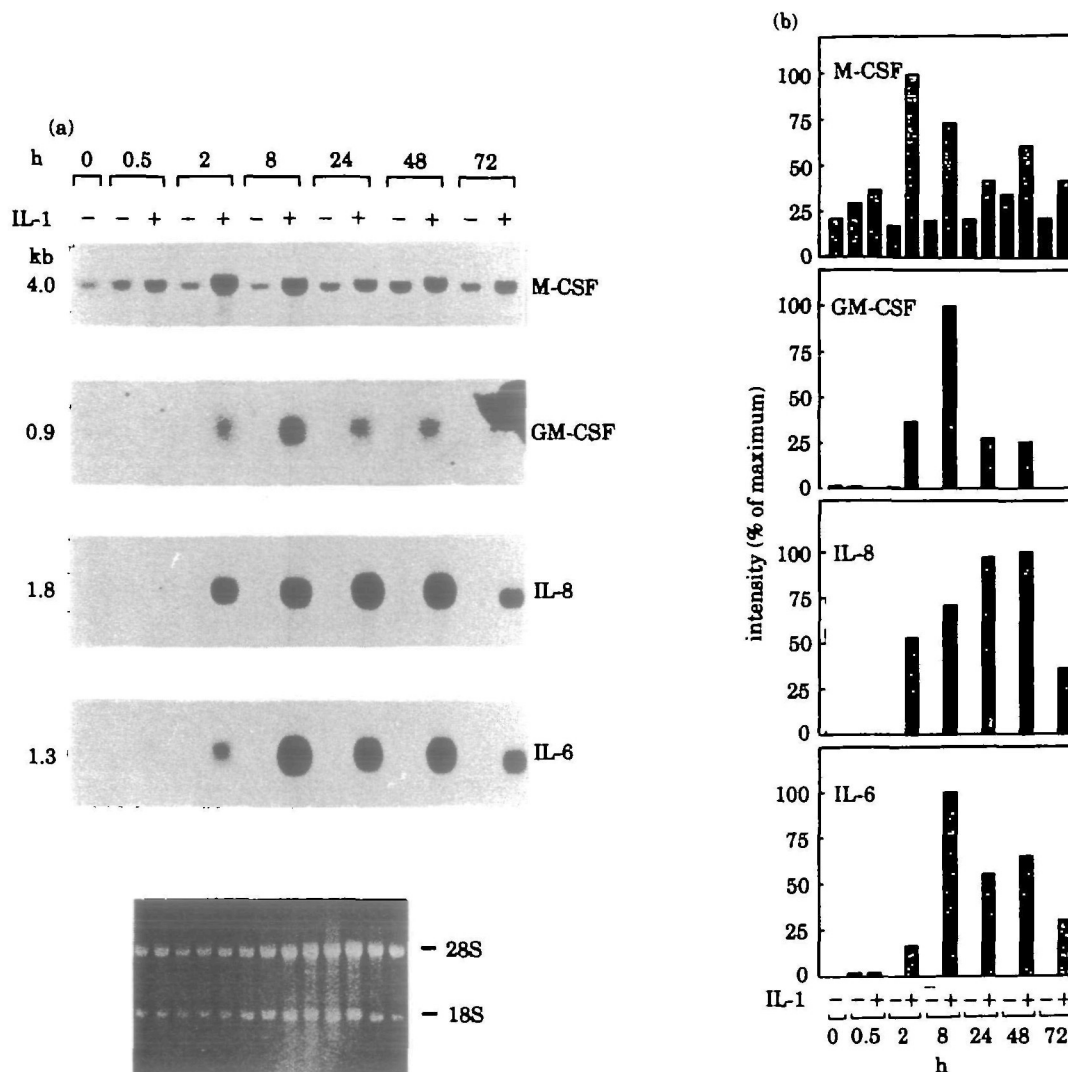 (a)
h 0 0.5 2 8 24 48 72
IL-1 – – + – + – + – + – + – +
kb
4.0 M-CSF
0.9 GM-CSF
1.8 IL-8
1.3 IL-6
– 28S
– 18S
(b)
intensity (% of maximum)
M-CSF
100
75
50
25
0
GM-CSF
100
75
50
25
0
IL-8
100
75
50
25
0
IL-6
100
75
50
25
0
IL-1 – – + – + – + – + – + – +
0 0.5 2 8 24 48 72
h